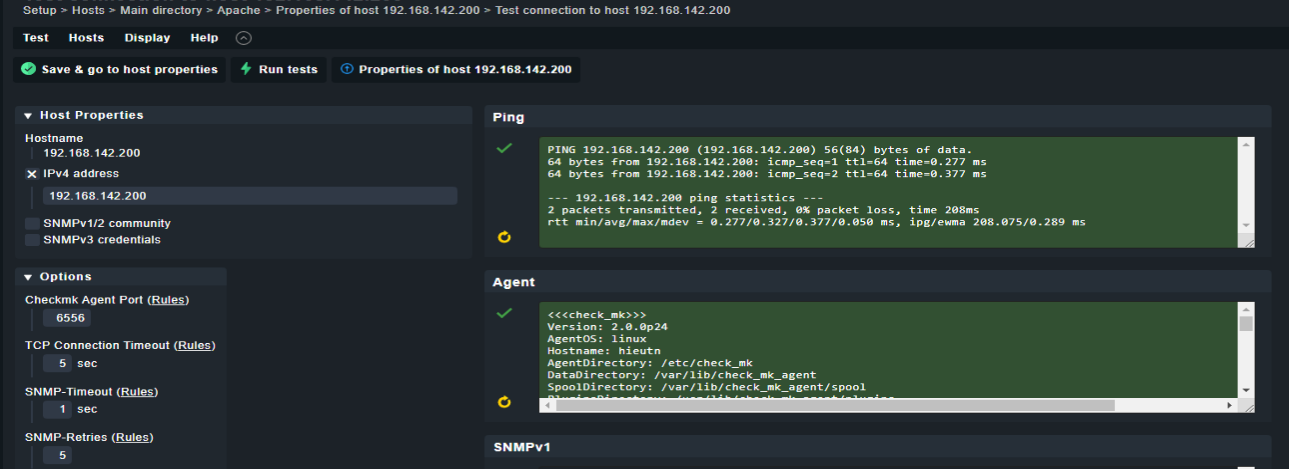 Setup > Hosts > Main directory > Apache > Properties of host 192.168.142.200 > Test connection to host 192.168.142.200
Test Hosts Display Help
Save & go to host properties Run tests Properties of host 192.168.142.200
Host Properties
Hostname
192.168.142.200
IPv4 address
192.168.142.200
SNMPv1/2 community
SNMPv3 credentials
Options
Checkmk Agent Port (Rules)
6556
TCP Connection Timeout (Rules)
5 sec
SNMP-Timeout (Rules)
1 sec
SNMP-Retries (Rules)
5
Ping
PING 192.168.142.200 (192.168.142.200) 56(84) bytes of data.
64 bytes from 192.168.142.200: icmp_seq=1 ttl=64 time=0.277 ms
64 bytes from 192.168.142.200: icmp_seq=2 ttl=64 time=0.377 ms
--- 192.168.142.200 ping statistics ---
2 packets transmitted, 2 received, 0% packet loss, time 208ms
rtt min/avg/max/mdev = 0.277/0.327/0.377/0.050 ms, ipg/ewma 208.075/0.289 ms
Agent
<<<check_mk>>>
Version: 2.0.0p24
AgentOS: linux
Hostname: hieutn
AgentDirectory: /etc/check_mk
DataDirectory: /var/lib/check_mk_agent
SpoolDirectory: /var/lib/check_mk_agent/spool
PluginsDirectory: /usr/lib/check_mk_agent/plugins
SNMPv1